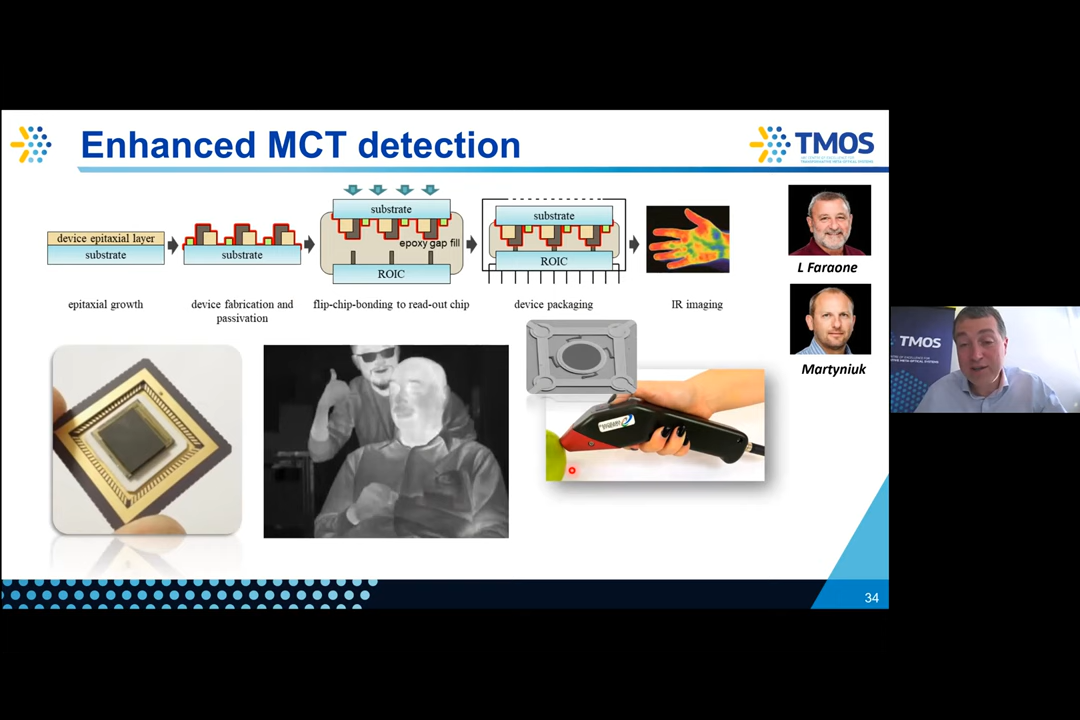 Enhanced MCT detection
TMOS
device epitaxial layer
substrate
substrate
substrate
epoxy gap fill
ROIC
substrate
ROIC
epitaxial growth
device fabrication and
passivation
flip-chip-bonding to read-out chip
device packaging
IR imaging
L Faraone
Martyniuk
TMOS
34